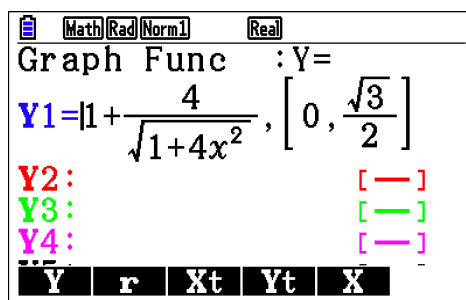 Math Rad Norm1 Real
Graph Func :Y=
Y1=1+4/√(1+4x²),[0,√3/2]
Y2: [—]
Y3: [—]
Y4: [—]
Y r Xt Yt X